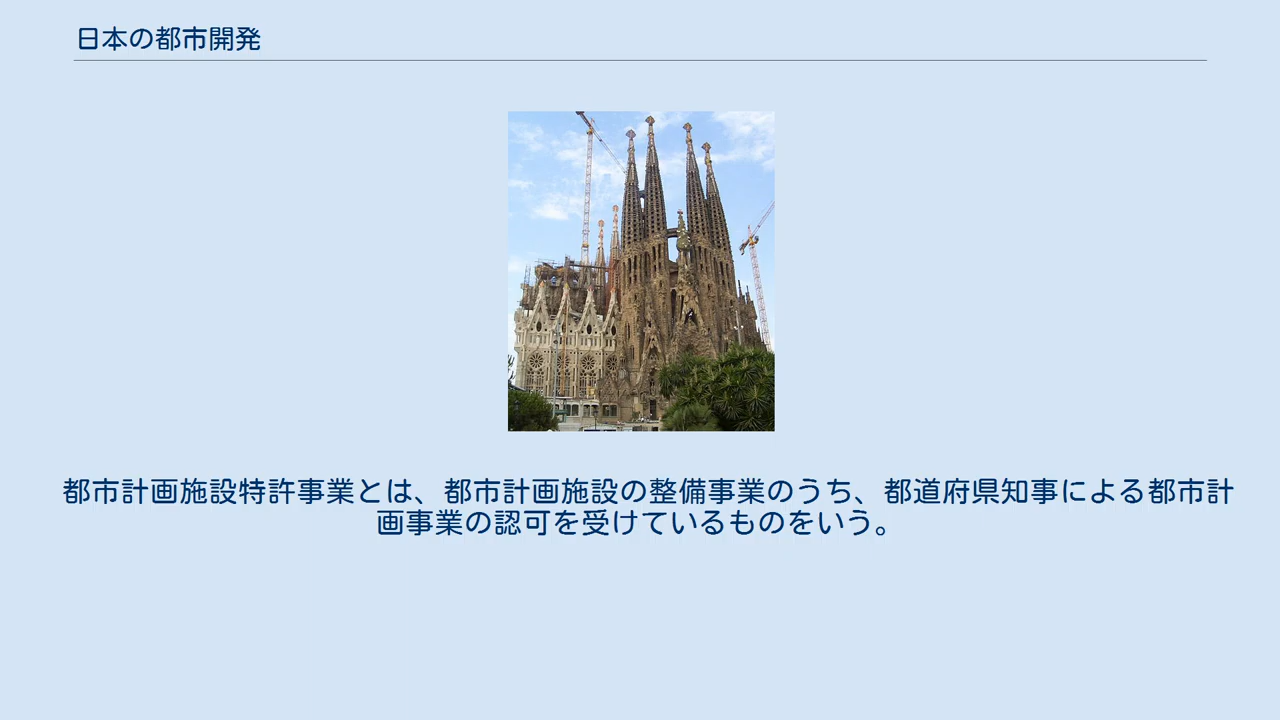 日本の都市開発
都市計画施設特許事業とは、都市計画施設の整備事業のうち、都道府県知事による都市計
画事業の認可を受けているものをいう。